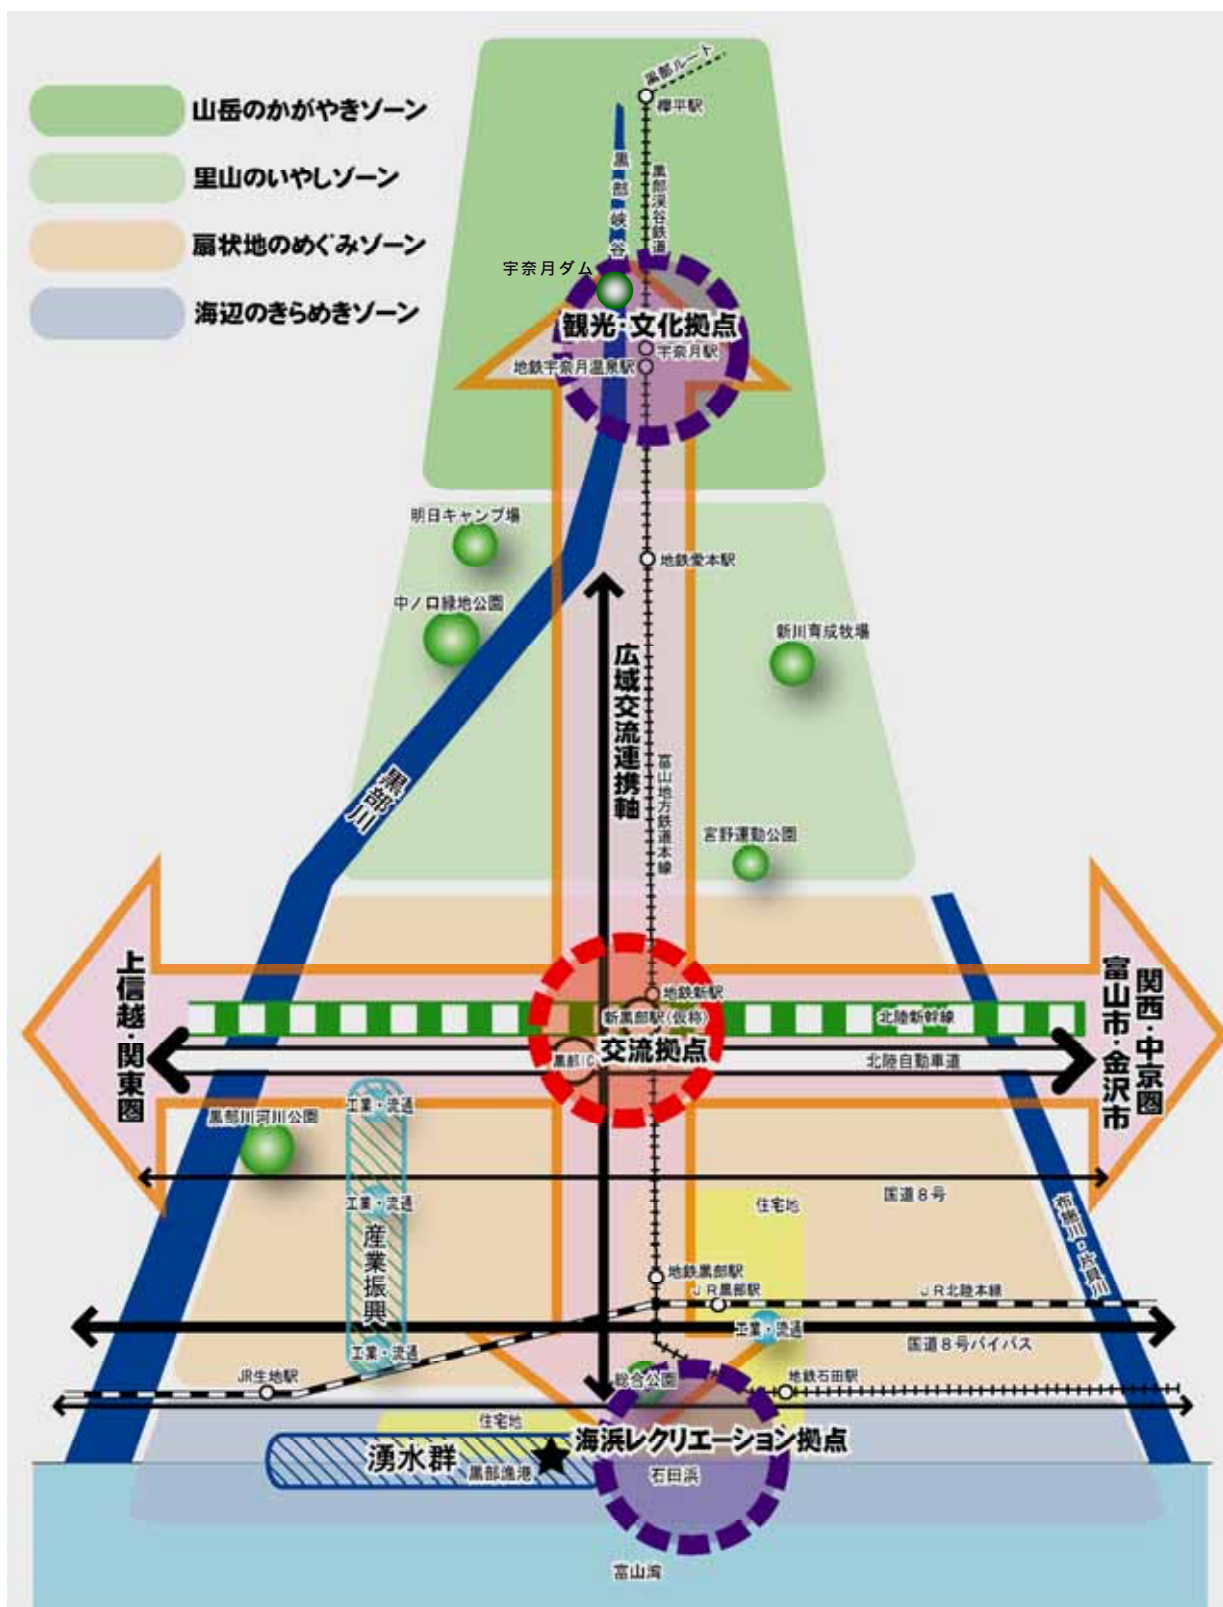 黒部ルート
欅平駅
山岳のかがやきゾーン
里山のいやしゾーン
扇状地のめぐみゾーン
海辺のきらめきゾーン
黒部峡谷
黒部渓谷鉄道
宇奈月ダム
観光・文化拠点
宇奈月駅
地鉄宇奈月温泉駅
明日キャンプ場
地鉄愛本駅
中ノ口緑地公園
新川育成牧場
広域交流連携軸
富山地方鉄道本線
黒部川
宮野運動公園
上信越・関東圏
関西・中京圏
富山市・金沢市
地鉄新駅
新黒部駅(仮称)
北陸新幹線
交流拠点
黒部IC
北陸自動車道
工業・流通
黒部川河川公園
国道8号
工業・流通
住宅地
布施川・片貝川
産業振興
地鉄黒部駅
JR黒部駅
JR北陸本線
工業・流通
国道8号バイパス
工業・流通
JR生地駅
総合公園
地鉄石田駅
住宅地
海浜レクリエーション拠点
湧水群
黒部漁港
石田浜
富山湾